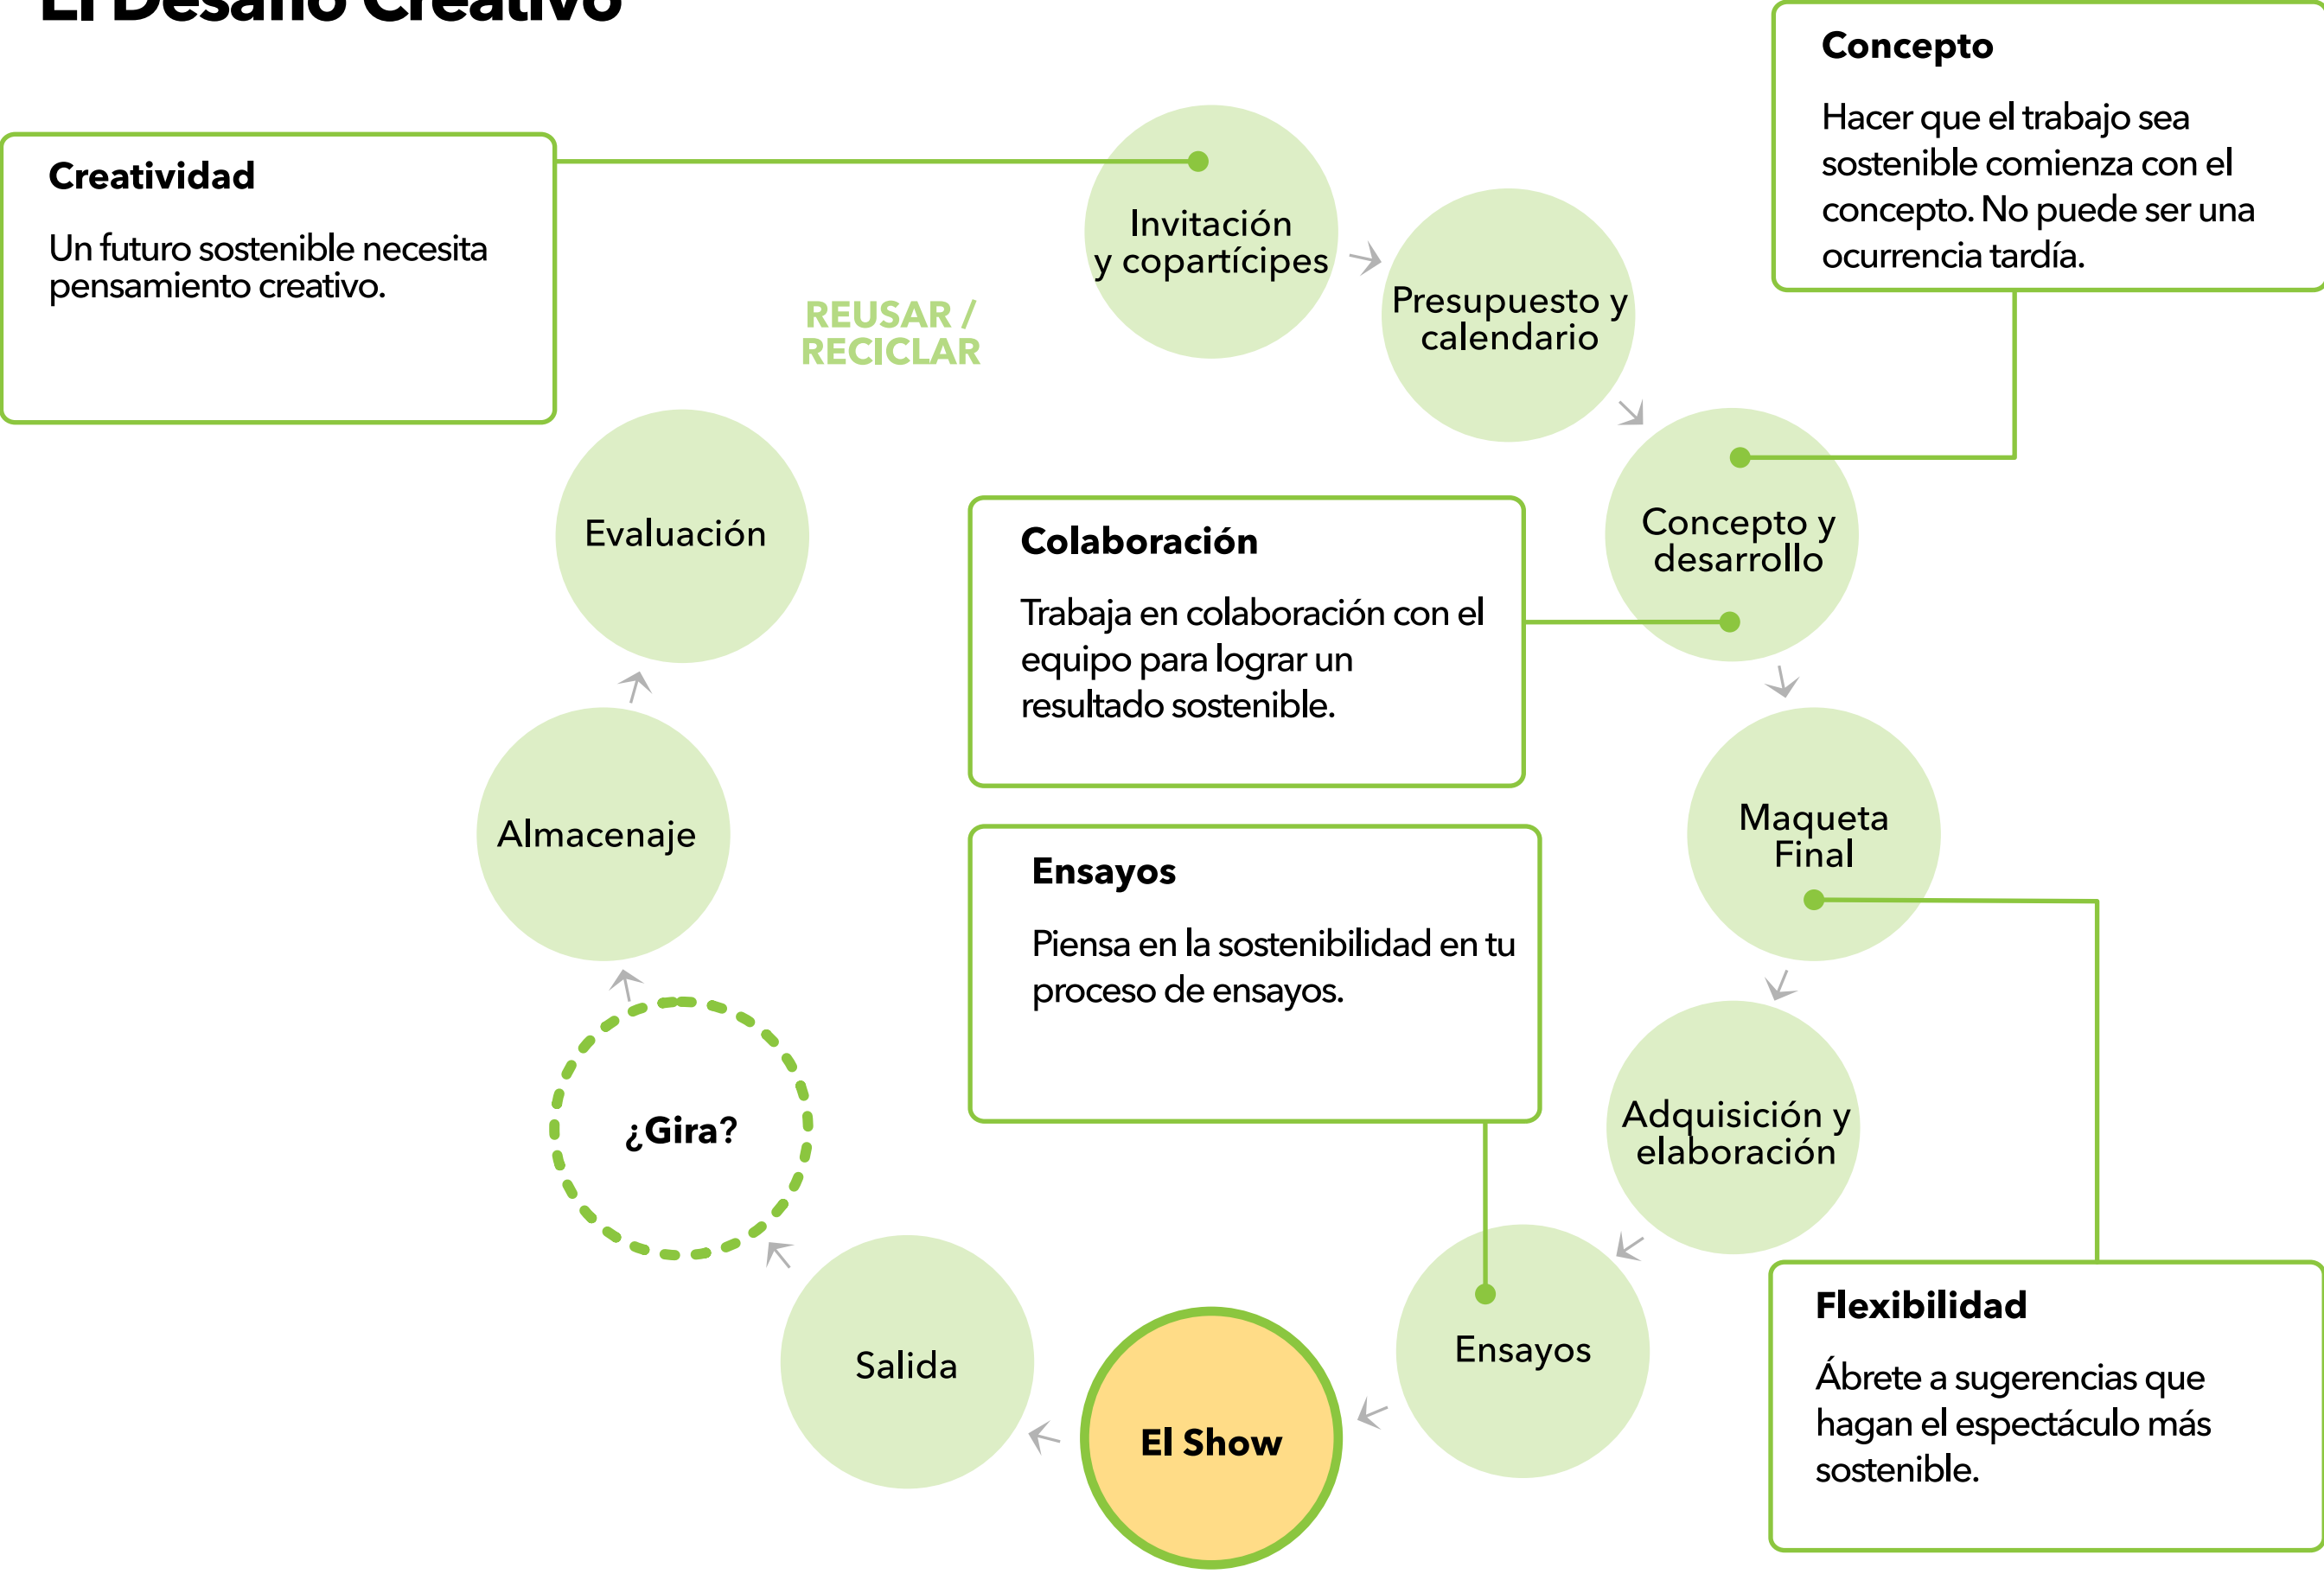 El Desafío Creativo
Concepto
Hacer que el trabajo sea
sostenible comienza con el
concepto. No puede ser una
ocurrencia tardía.
Creatividad
Un futuro sostenible necesita
pensamiento creativo.
REUSAR /
RECICLAR
Invitación
y copartícipes
Presupuesto y
calendario
Concepto y
desarrollo
Evaluación
Colaboración
Trabaja en colaboración con el
equipo para lograr un
resultado sostenible.
Maqueta
Final
Almacenaje
Ensayos
Piensa en la sostenibilidad en tu
proceso de ensayos.
Adquisición y
elaboración
¿Gira?
Ensayos
Salida
El Show
Flexibilidad
Ábrete a sugerencias que
hagan el espectáculo más
sostenible.